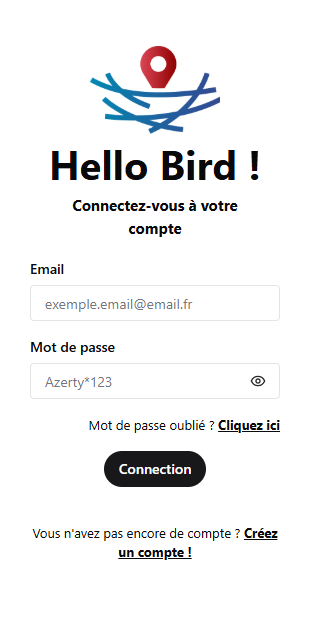 Hello Bird !
Connectez-vous à votre
compte
Email
exemple.email@email.fr
Mot de passe
Azerty*123
Mot de passe oublié ? Cliquez ici
Connection
Vous n'avez pas encore de compte ? Créez
un compte !